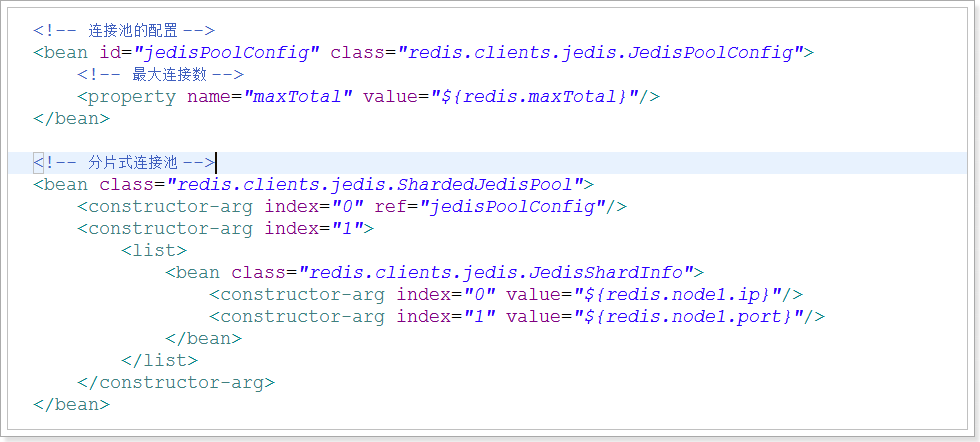 <!-- 连接池的配置 -->
<bean id="jedisPoolConfig" class="redis.clients.jedis.JedisPoolConfig">
    <!-- 最大连接数 -->
    <property name="maxTotal" value="${redis.maxTotal}"/>
</bean>

<!-- 分片式连接池 -->
<bean class="redis.clients.jedis.ShardedJedisPool">
    <constructor-arg index="0" ref="jedisPoolConfig"/>
    <constructor-arg index="1">
        <list>
            <bean class="redis.clients.jedis.JedisShardInfo">
                <constructor-arg index="0" value="${redis.node1.ip}"/>
                <constructor-arg index="1" value="${redis.node1.port}"/>
            </bean>
        </list>
    </constructor-arg>
</bean>